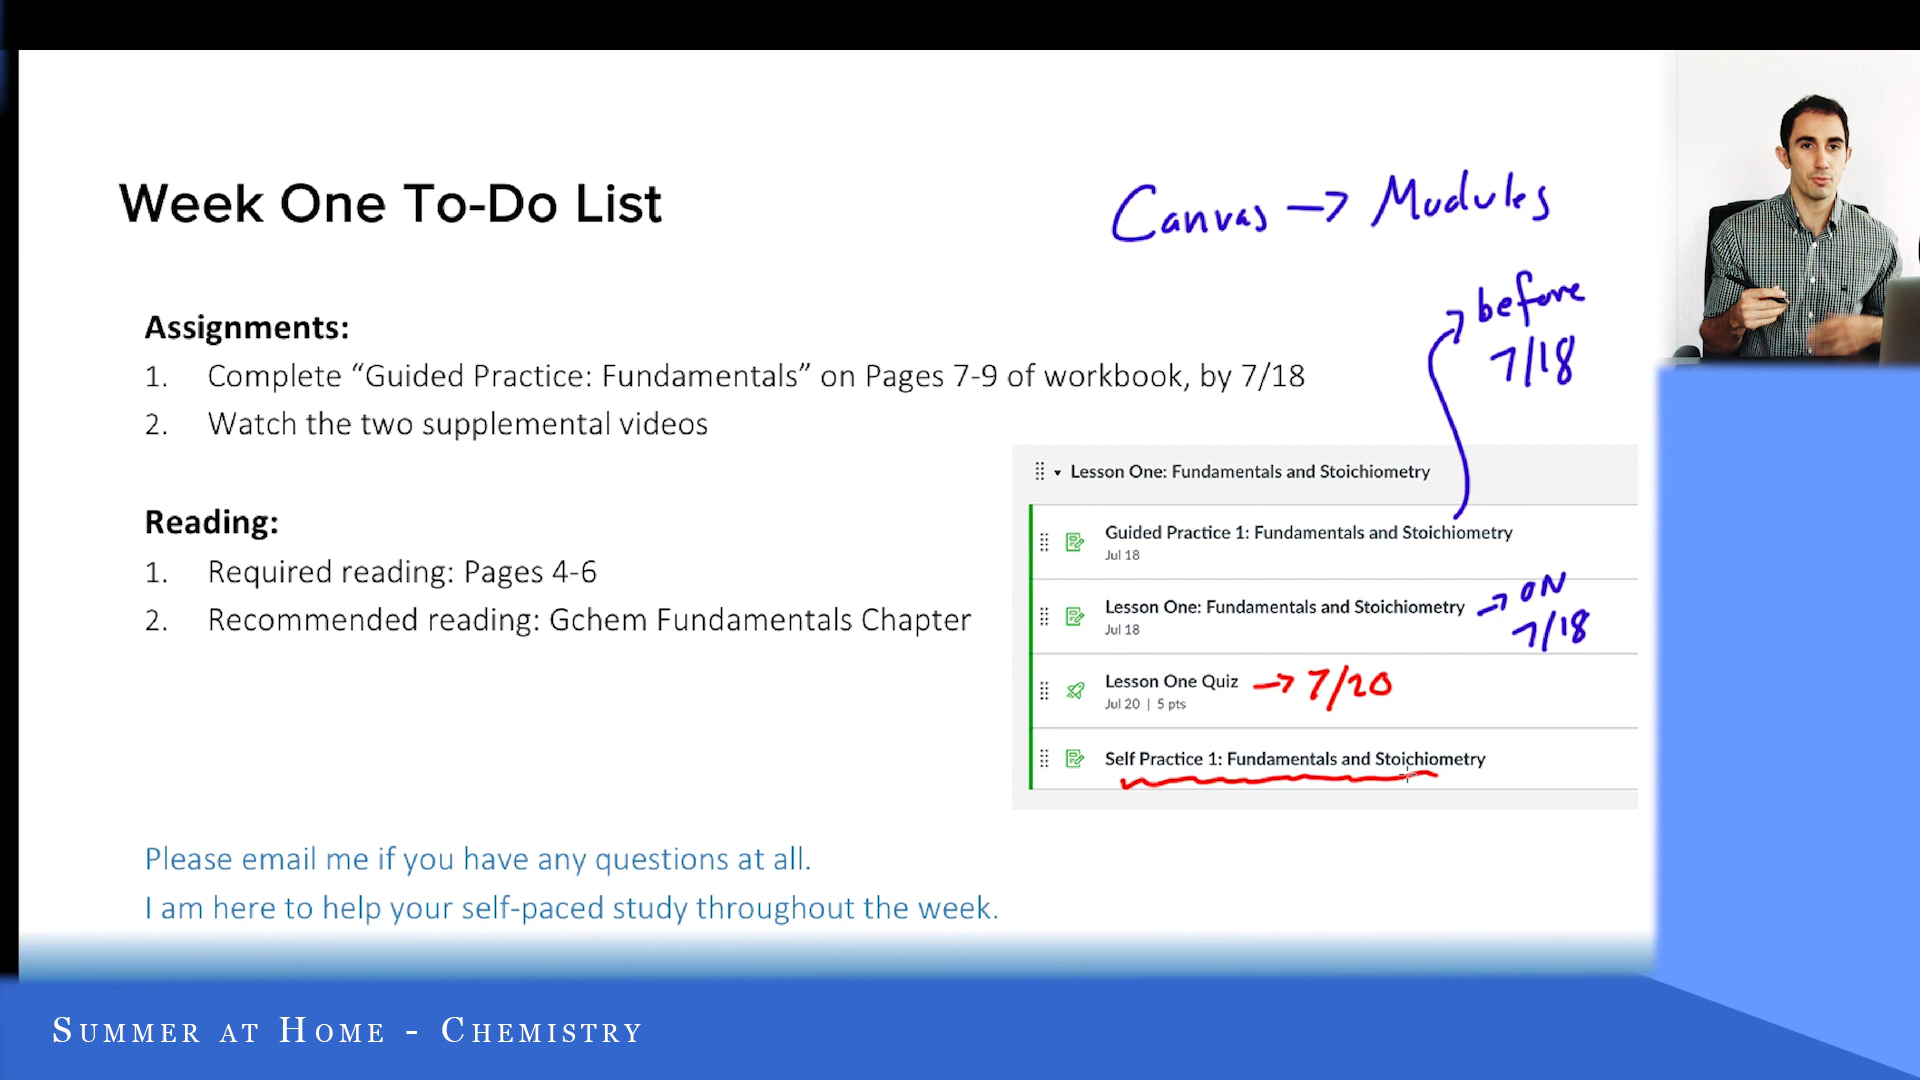 Week One To-Do List
Canvas → Modules
before
7/18
Assignments:
1. Complete “Guided Practice: Fundamentals” on Pages 7-9 of workbook, by 7/18
2. Watch the two supplemental videos
Reading:
1. Required reading: Pages 4-6
2. Recommended reading: Gchem Fundamentals Chapter
Lesson One: Fundamentals and Stoichiometry
Guided Practice 1: Fundamentals and Stoichiometry
Jul 18
Lesson One: Fundamentals and Stoichiometry → ON
7/18
Jul 18
Lesson One Quiz → 7/20
Jul 20 | 5 pts
Self Practice 1: Fundamentals and Stoichiometry
Please email me if you have any questions at all.
I am here to help your self-paced study throughout the week.
Summer at Home - Chemistry